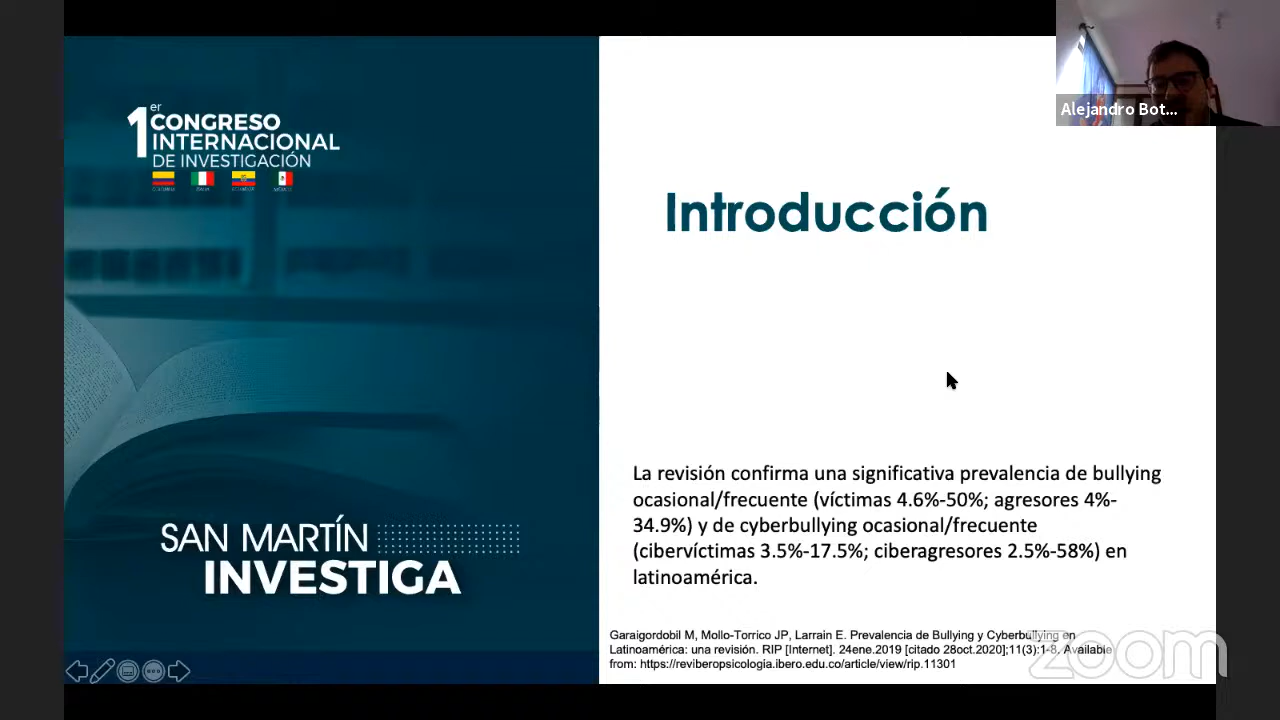 1er CONGRESO
INTERNACIONAL
DE INVESTIGACIÓN
SAN MARTÍN
INVESTIGA
Alejandro Bot...
Introducción
La revisión confirma una significativa prevalencia de bullying
ocasional/frecuente (víctimas 4.6%-50%; agresores 4%-
34.9%) y de cyberbullying ocasional/frecuente
(cibervíctimas 3.5%-17.5%; ciberagresores 2.5%-58%) en
latinoamérica.
Garaigordobil M, Mollo-Torrico JP, Larrain E. Prevalencia de Bullying y Cyberbullying en
Latinoamérica: una revisión. RIP [Internet]. 24ene.2019 [citado 28oct.2020];11(3):1-8. Available
from: https://reviberopsicologia.ibero.edu.co/article/view/rip.11301
zoom